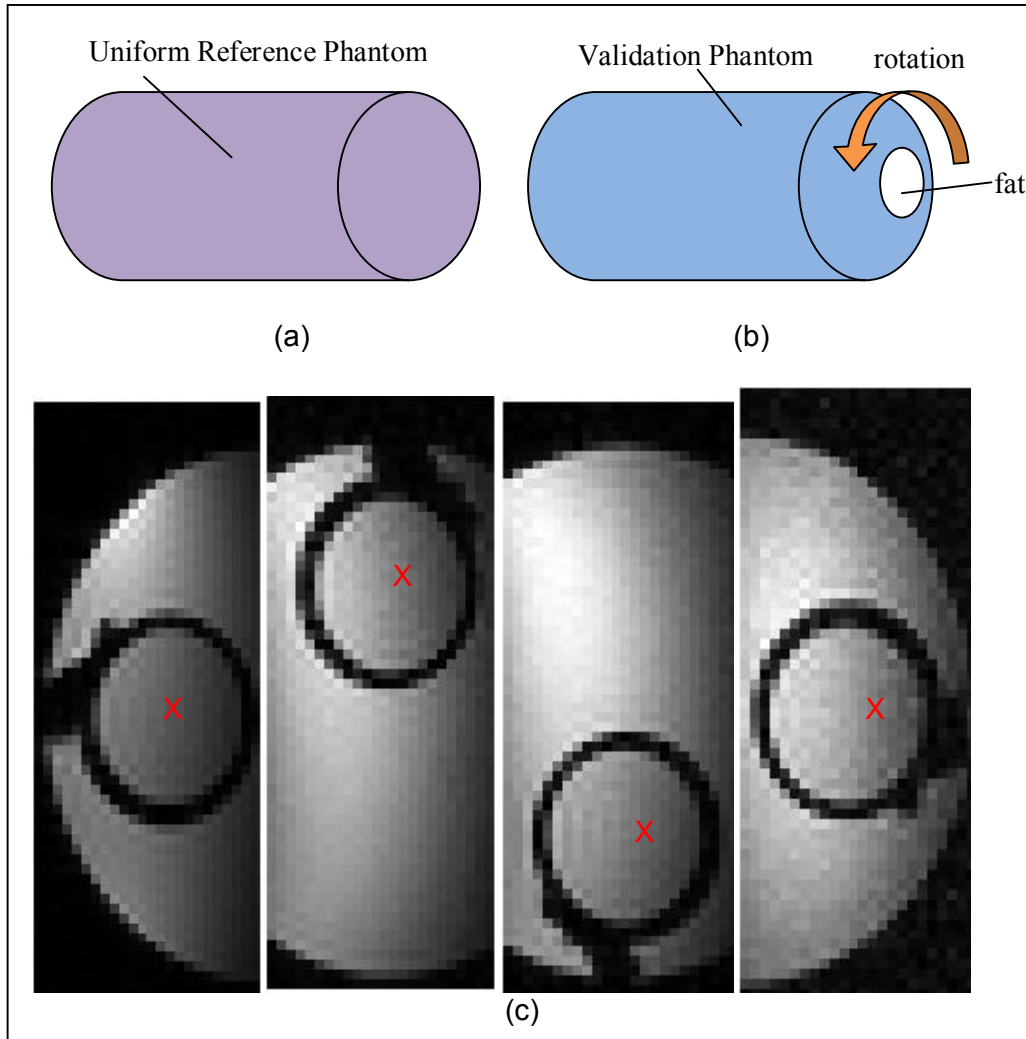 Uniform Reference Phantom
Validation Phantom
rotation
fat
(a)
(b)
X
X
X
X
(c)